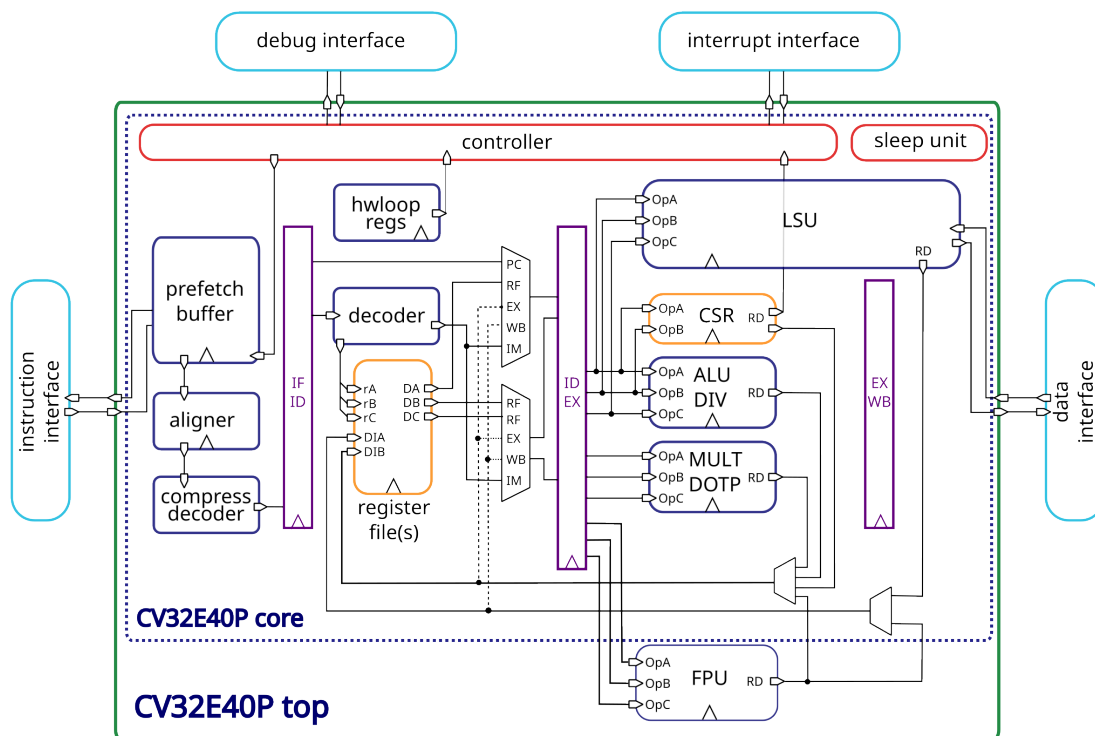 debug interface
interrupt interface
controller
sleep unit
hwloop
regs
OpA
OpB
OpC
LSU
RD
prefetch
buffer
PC
RF
EX
WB
IM
decoder
OpA
OpB
CSR
RD
instruction
interface
IF
ID
rA
rB
rC
DIA
DIB
DA
DB
DC
RF
RF
EX
WB
IM
ID
EX
OpA
OpB
OpC
ALU
DIV
RD
EX
WB
data
interface
aligner
OpA
OpB
OpC
MULT
DOTP
RD
compress
decoder
register
file(s)
CV32E40P core
OpA
OpB
OpC
FPU
RD
CV32E40P top